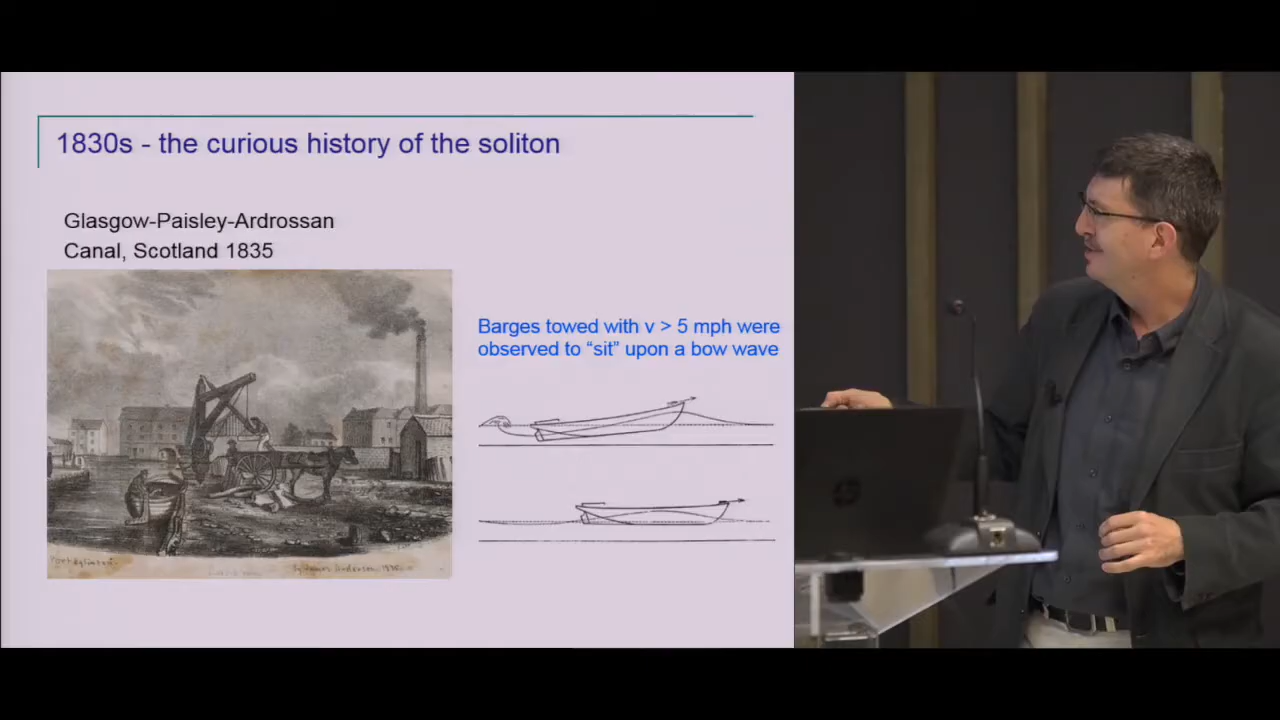 1830s - the curious history of the soliton
Glasgow-Paisley-Ardrossan
Canal, Scotland 1835
Barges towed with v > 5 mph were
observed to “sit” upon a bow wave